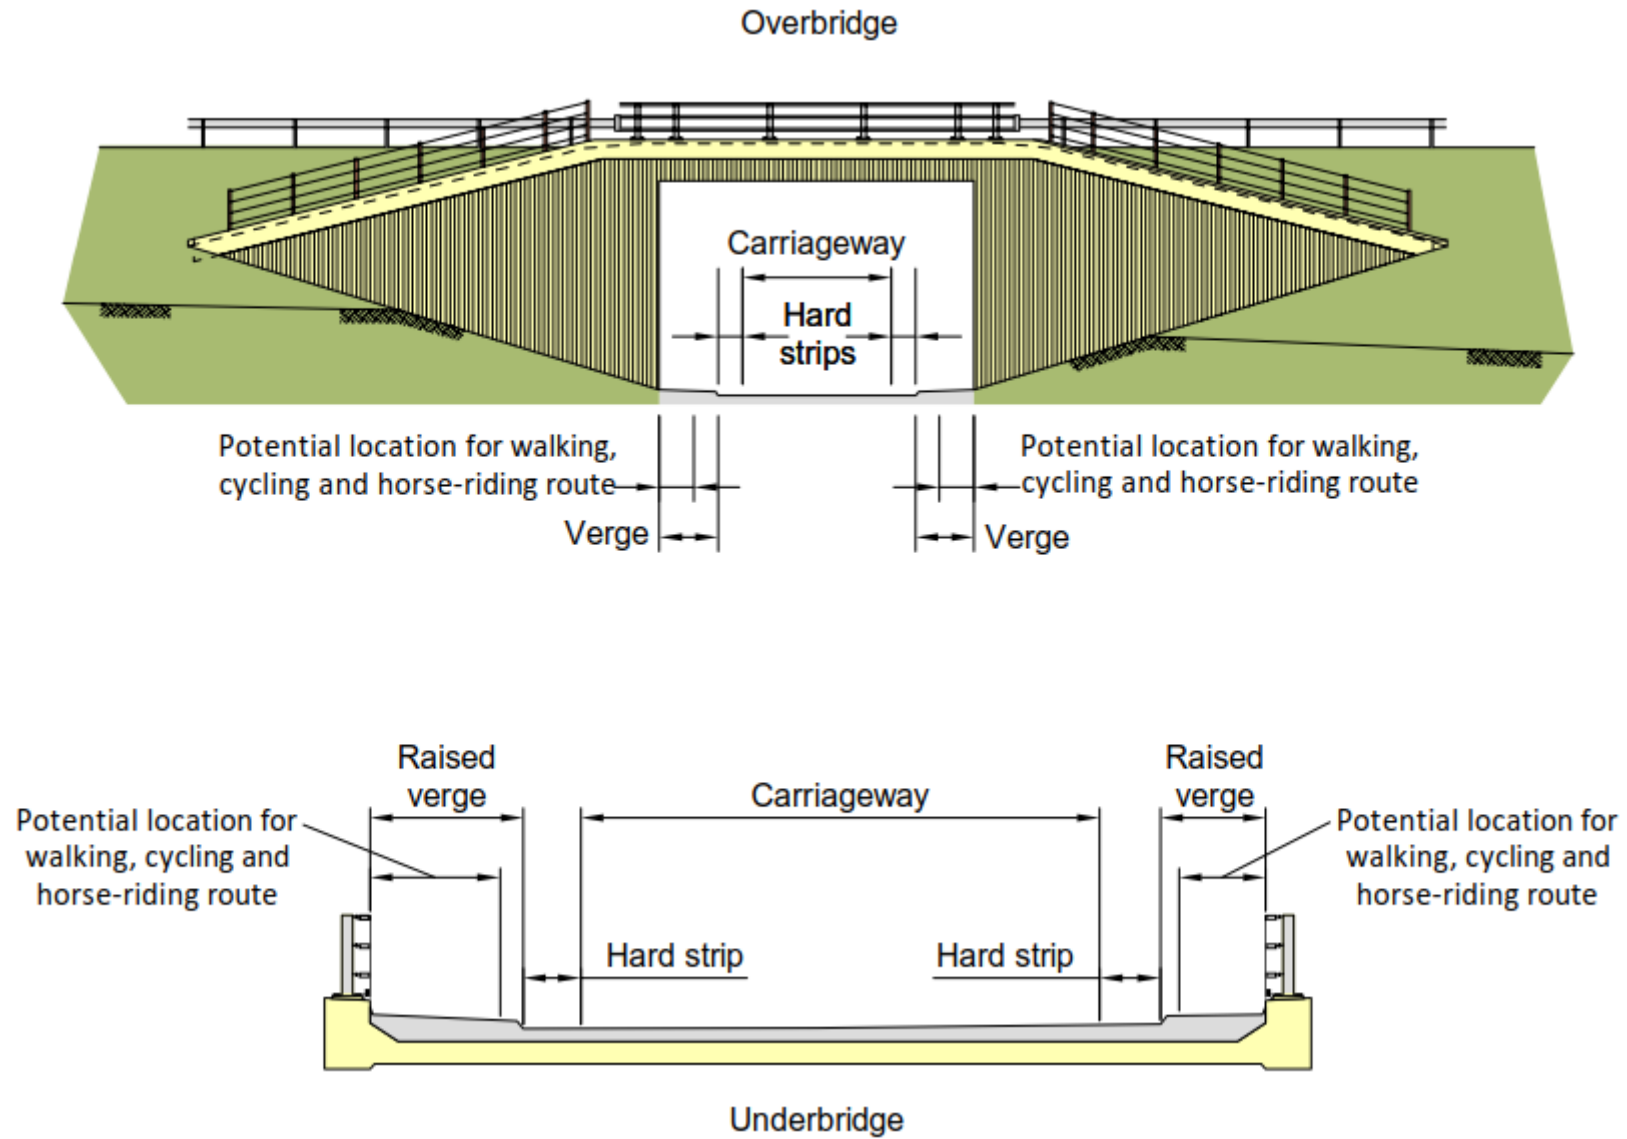 Overbridge
Carriageway
Hard
strips
Potential location for walking,
cycling and horse-riding route
Potential location for walking,
cycling and horse-riding route
Verge
Verge
Raised
verge
Raised
verge
Carriageway
Potential location for
walking, cycling and
horse-riding route
Potential location for
walking, cycling and
horse-riding route
Hard strip
Hard strip
Underbridge